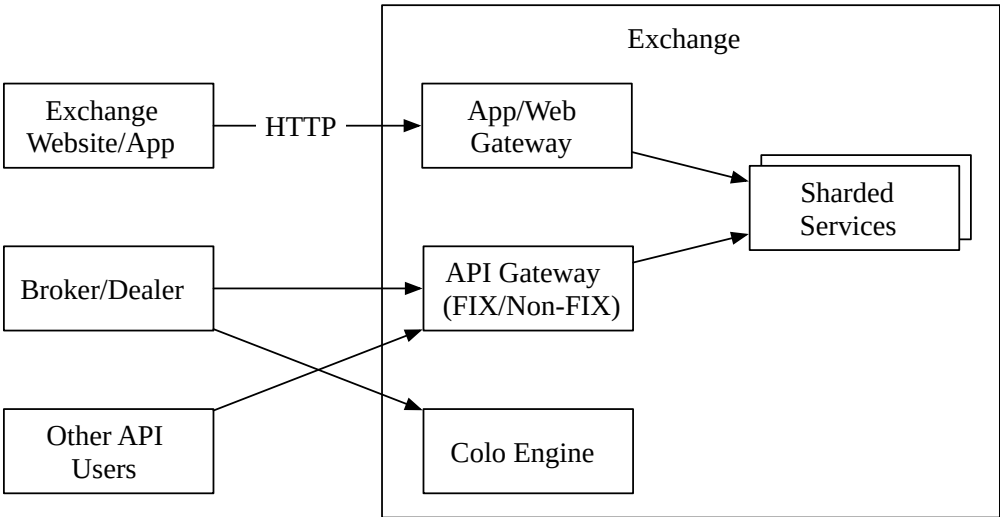 Exchange
Exchange
Website/App
HTTP
App/Web
Gateway
Sharded
Services
Broker/Dealer
API Gateway
(FIX/Non-FIX)
Other API
Users
Colo Engine